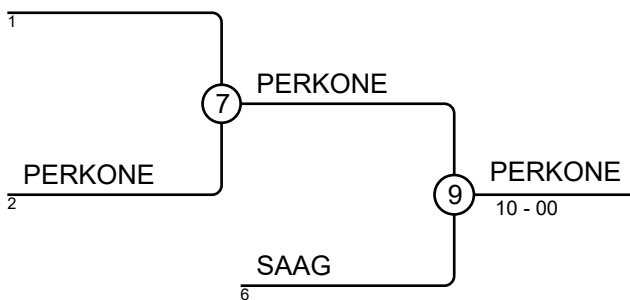 1
PERKONE
7
PERKONE
2
PERKONE
9
10 - 00
SAAG
6